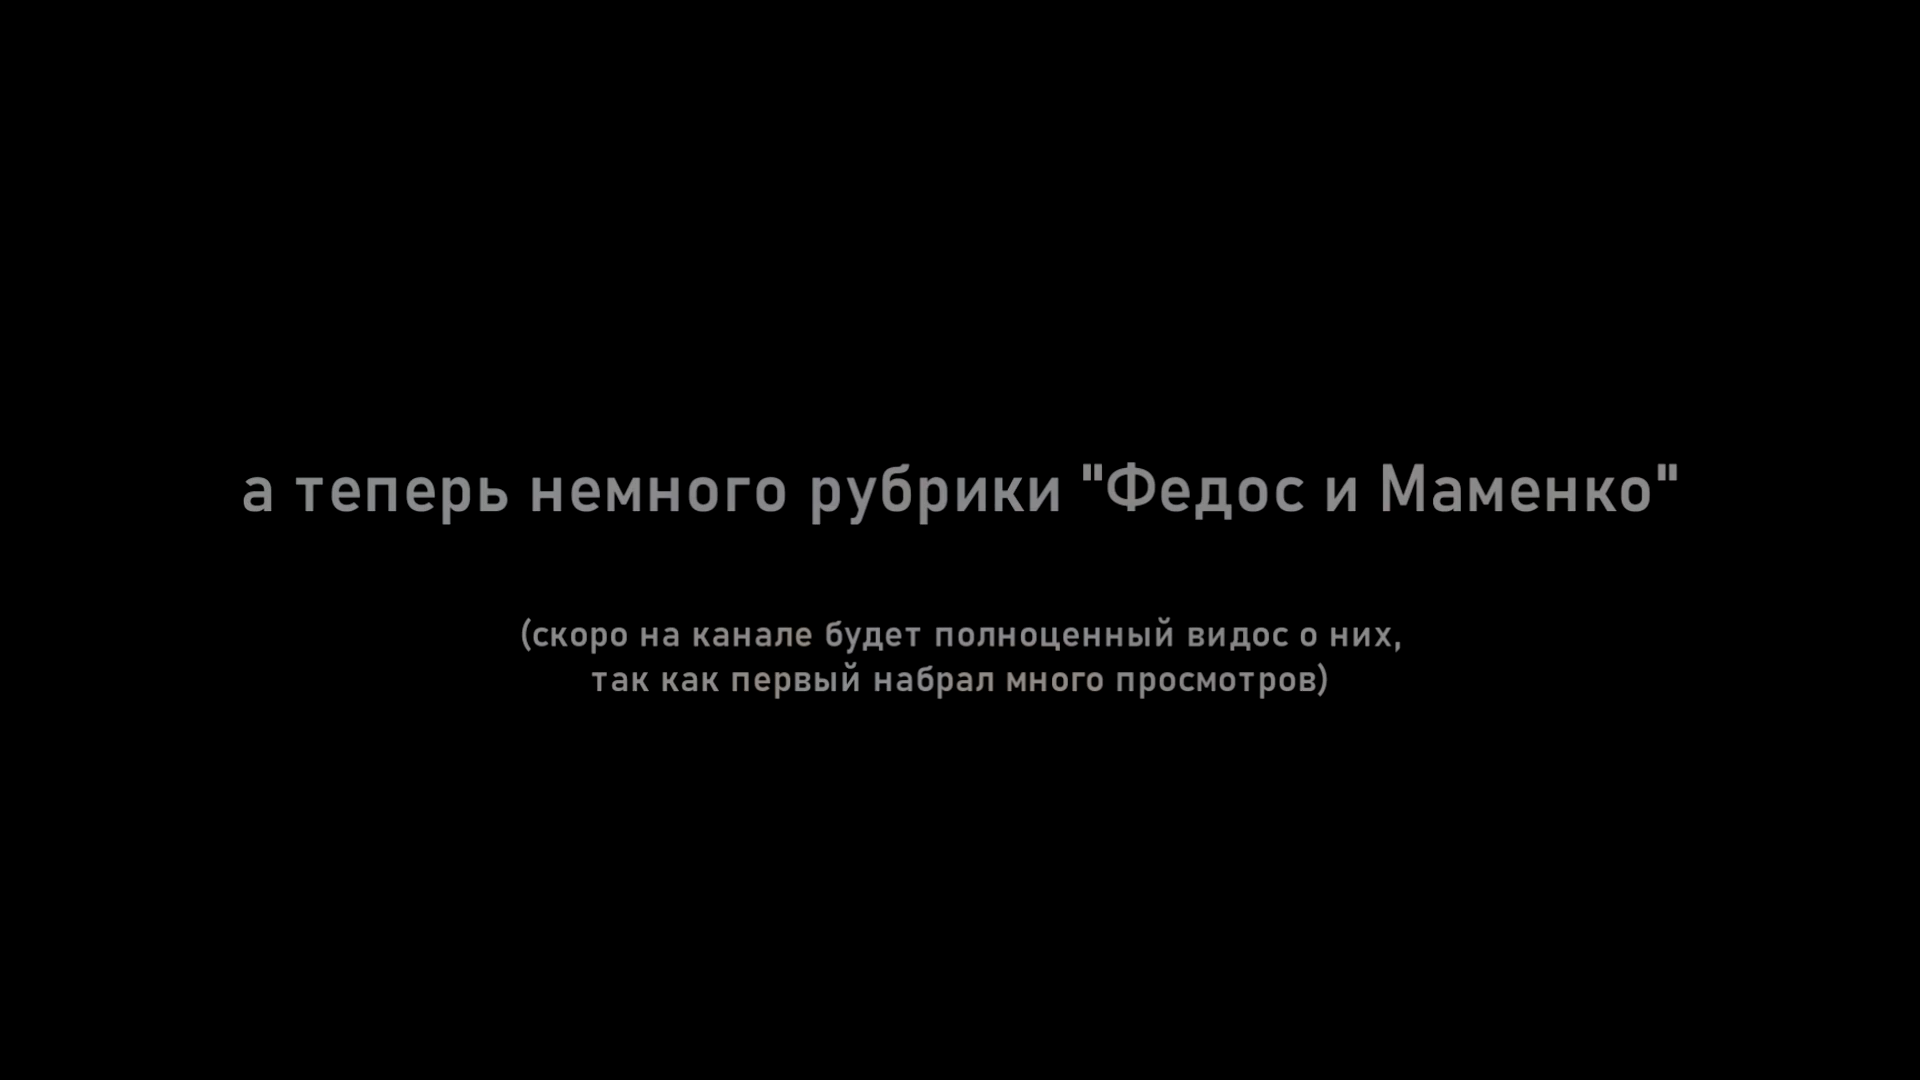 а теперь немного рубрики "Федос и Маменко"
(скоро на канале будет полноценный видос о них,
так как первый набрал много просмотров)